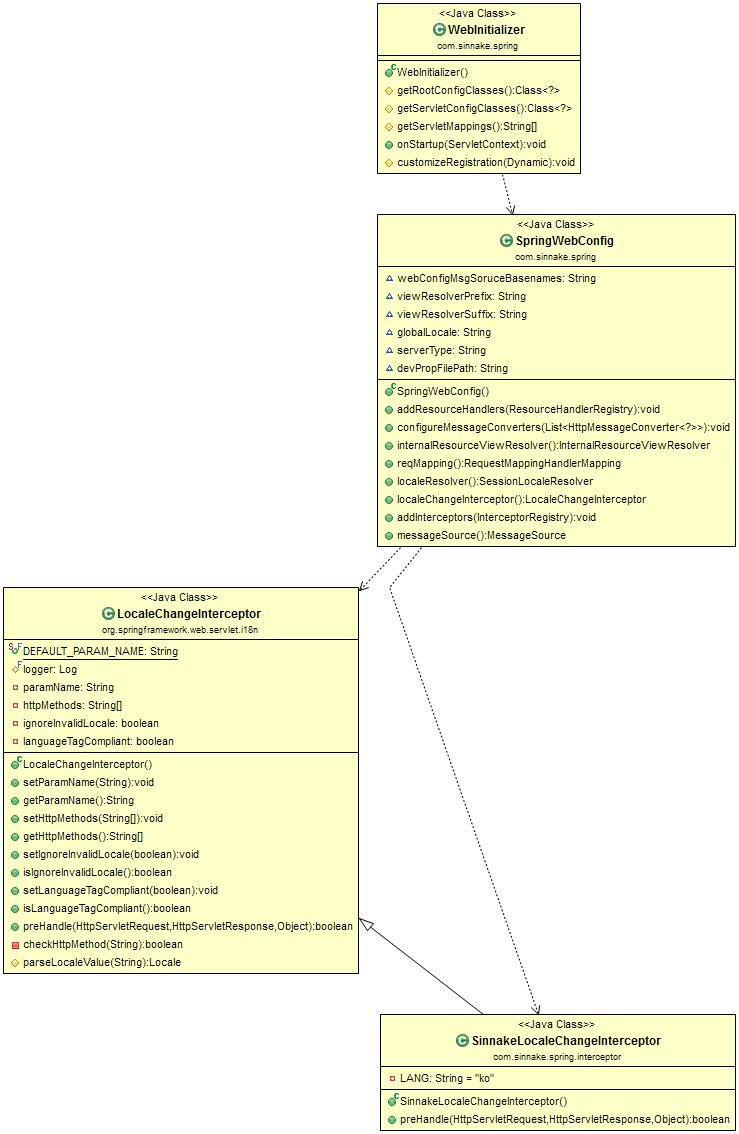 <<Java Class>>
WebInitializer
com.sinnake.spring
WebInitializer()
getRootConfigClasses():Class<?>
getServletConfigClasses():Class<?>
getServletMappings():String[]
onStartup(ServletContext):void
customizeRegistration(Dynamic):void
<<Java Class>>
SpringWebConfig
com.sinnake.spring
webConfigMsgSoruceBasenames: String
viewResolverPrefix: String
viewResolverSuffix: String
globalLocale: String
serverType: String
devPropFilePath: String
SpringWebConfig()
addResourceHandlers(ResourceHandlerRegistry):void
configureMessageConverters(List<HttpMessageConverter<?>>):void
internalResourceViewResolver():InternalResourceViewResolver
reqMapping():RequestMappingHandlerMapping
localeResolver():SessionLocaleResolver
localeChangeInterceptor():LocaleChangeInterceptor
addInterceptors(InterceptorRegistry):void
messageSource():MessageSource
<<Java Class>>
LocaleChangeInterceptor
org.springframework.web.servlet.i18n
DEFAULT_PARAM_NAME: String
logger: Log
paramName: String
httpMethods: String[]
ignoreInvalidLocale: boolean
languageTagCompliant: boolean
LocaleChangeInterceptor()
setParamName(String):void
getParamName():String
setHttpMethods(String[]):void
getHttpMethods():String[]
setIgnoreInvalidLocale(boolean):void
isIgnoreInvalidLocale():boolean
setLanguageTagCompliant(boolean):void
isLanguageTagCompliant():boolean
preHandle(HttpServletRequest,HttpServletResponse,Object):boolean
checkHttpMethod(String):boolean
parseLocaleValue(String):Locale
<<Java Class>>
SinnakeLocaleChangeInterceptor
com.sinnake.spring.interceptor
LANG: String = "ko"
SinnakeLocaleChangeInterceptor()
preHandle(HttpServletRequest,HttpServletResponse,Object):boolean